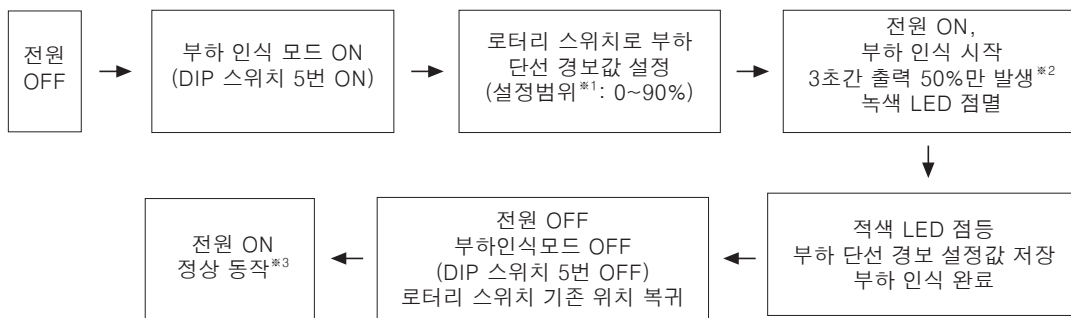 전원
OFF
부하 인식 모드 ON
(DIP 스위치 5번 ON)
로터리 스위치로 부하
단선 경보값 설정
(설정범위※1: 0~90%)
전원 ON,
부하 인식 시작
3초간 출력 50%만 발생※2
녹색 LED 점멸
적색 LED 점등
부하 단선 경보 설정값 저장
부하 인식 완료
전원 OFF
부하인식모드 OFF
(DIP 스위치 5번 OFF)
로터리 스위치 기존 위치 복귀
전원 ON
정상 동작※3